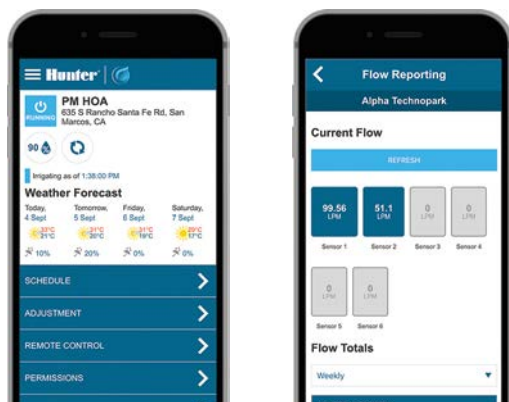 Hunter
RUNNING
PM HOA
635 S Rancho Santa Fe Rd, San
Marcos, CA
90
Irrigating as of 1:38:00 PM
Weather Forecast
Today, Tomorrow, Friday, Saturday,
4 Sept 5 Sept 6 Sept 7 Sept
21°C 20°C 19°C 17°C
10% 20% 0% 0%
SCHEDULE
ADJUSTMENT
REMOTE CONTROL
PERMISSIONS
Flow Reporting
Alpha Technopark
Current Flow
REFRESH
99.56 51.1 0 0
LPM LPM LPM LPM
Sensor 1 Sensor 2 Sensor 3 Sensor 4
0 0
LPM LPM
Sensor 5 Sensor 6
Flow Totals
Weekly